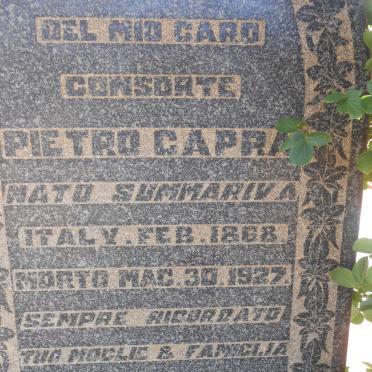 DEL MIO CARO
CONSORTE
PIETRO CAPRA
NATO SUMMARIVA
ITALY. FEB. 1868.
MORTO MAG. 30. 1927.
SEMPRE RICORDATO
TUO MOGLIE & FAMIGLIA